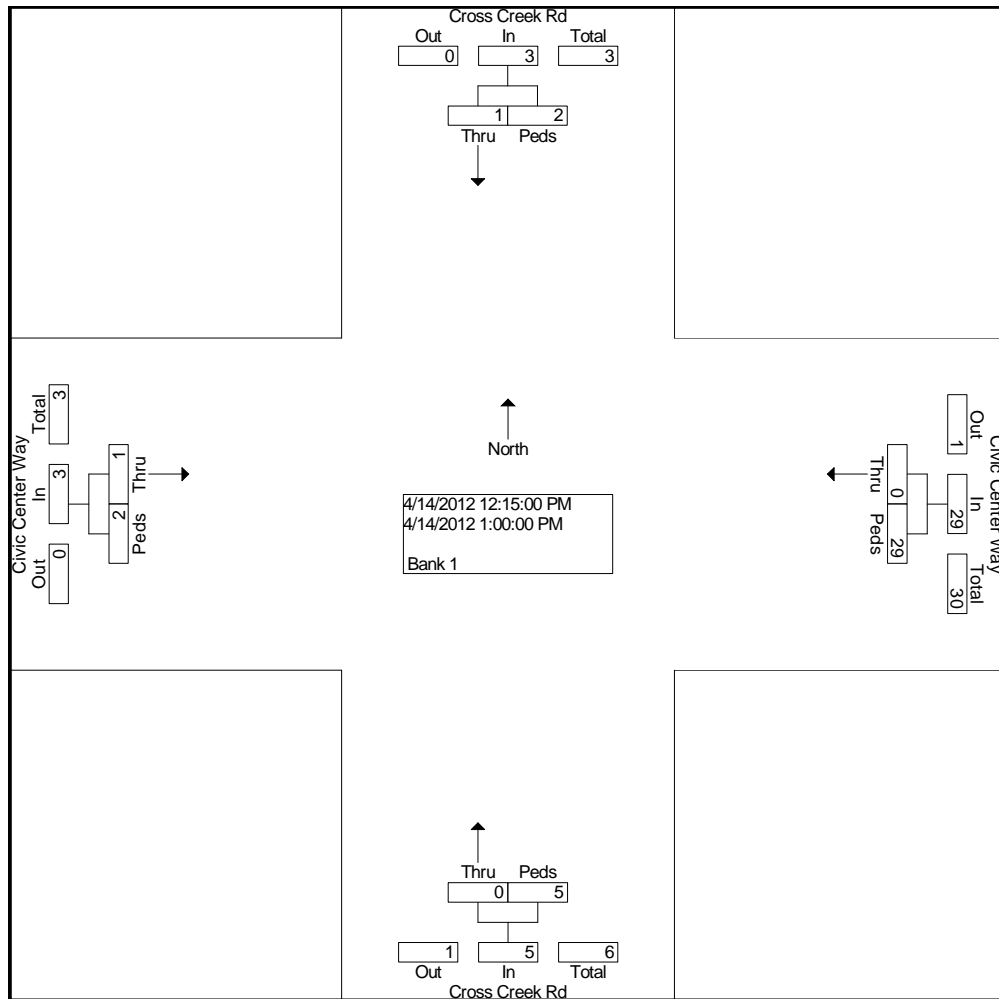 Cross Creek Rd
Out In Total
0 3 3
1 2
Thru Peds
Civic Center Way
Total In Out
3 3 0
1 2
Thru Peds
North
4/14/2012 12:15:00 PM
4/14/2012 1:00:00 PM
Bank 1
Thru Peds
0 29
1 29 30
Out In Total
Civic Center Way
Thru Peds
0 5
1 5 6
Out In Total
Cross Creek Rd